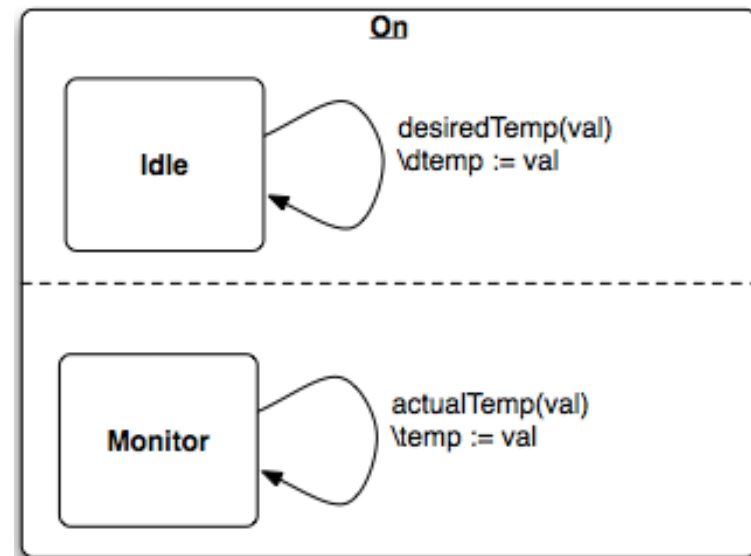 On
Idle
desiredTemp(val)
\dtemp := val
Monitor
actualTemp(val)
\temp := val